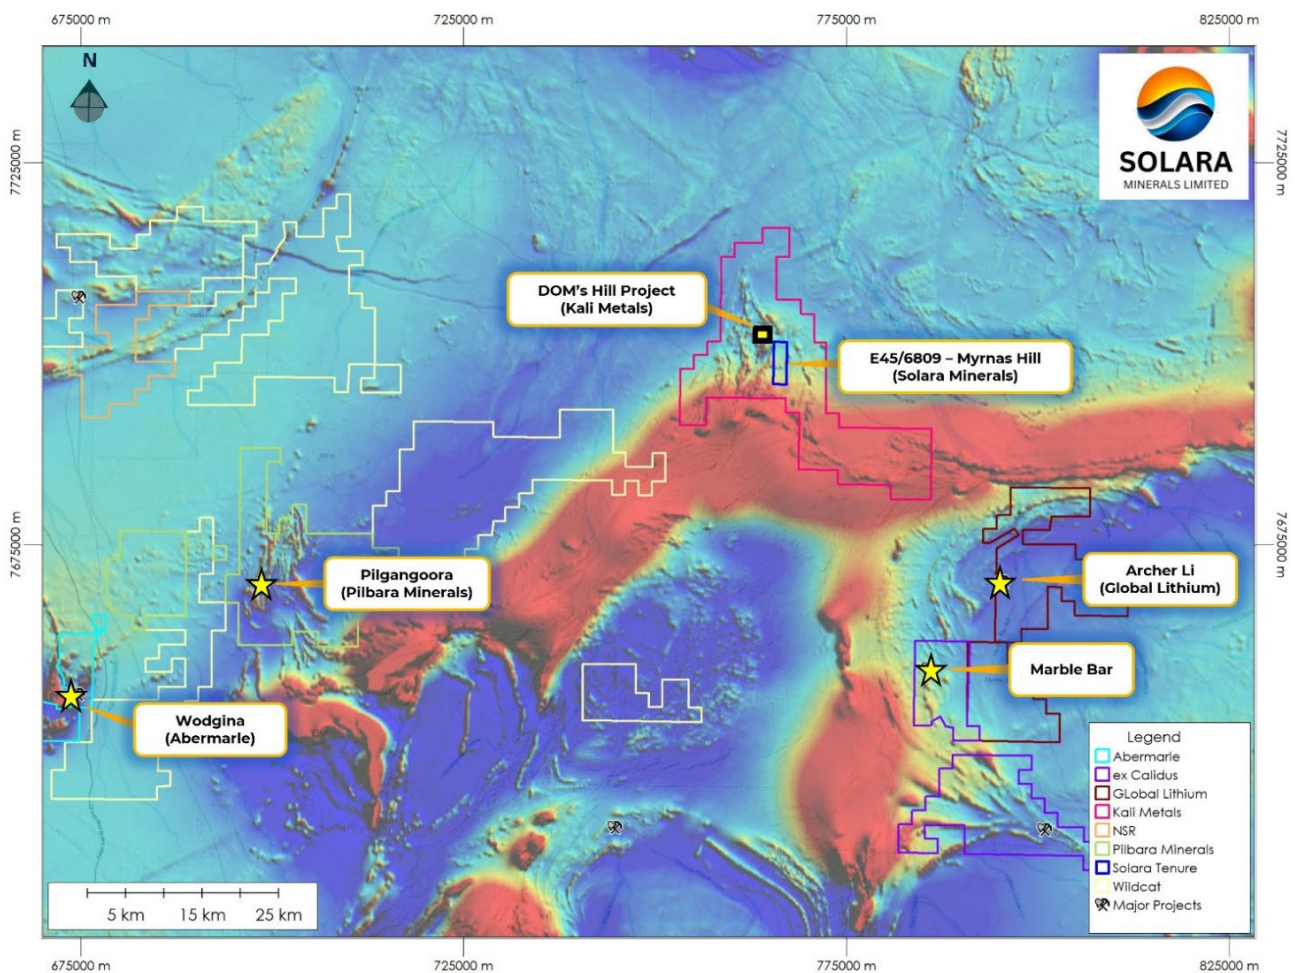 675000 m
725000 m
775000 m
825000 m
N
7725000 m
7725000 m
SOLARA
MINERALS LIMITED
DOM's Hill Project
(Kali Metals)
E45/6809 – Myrnas Hill
(Solara Minerals)
7675000 m
7675000 m
Pilgangoora
(Pilbara Minerals)
Archer Li
(Global Lithium)
Marble Bar
Wodgina
(Abermarle)
Legend
Abermarle
ex Calidus
GLobal Lithium
Kali Metals
NSR
Pilbara Minerals
Solara Tenure
Wildcat
Major Projects
5 km
15 km
25 km
675000 m
725000 m
775000 m
825000 m